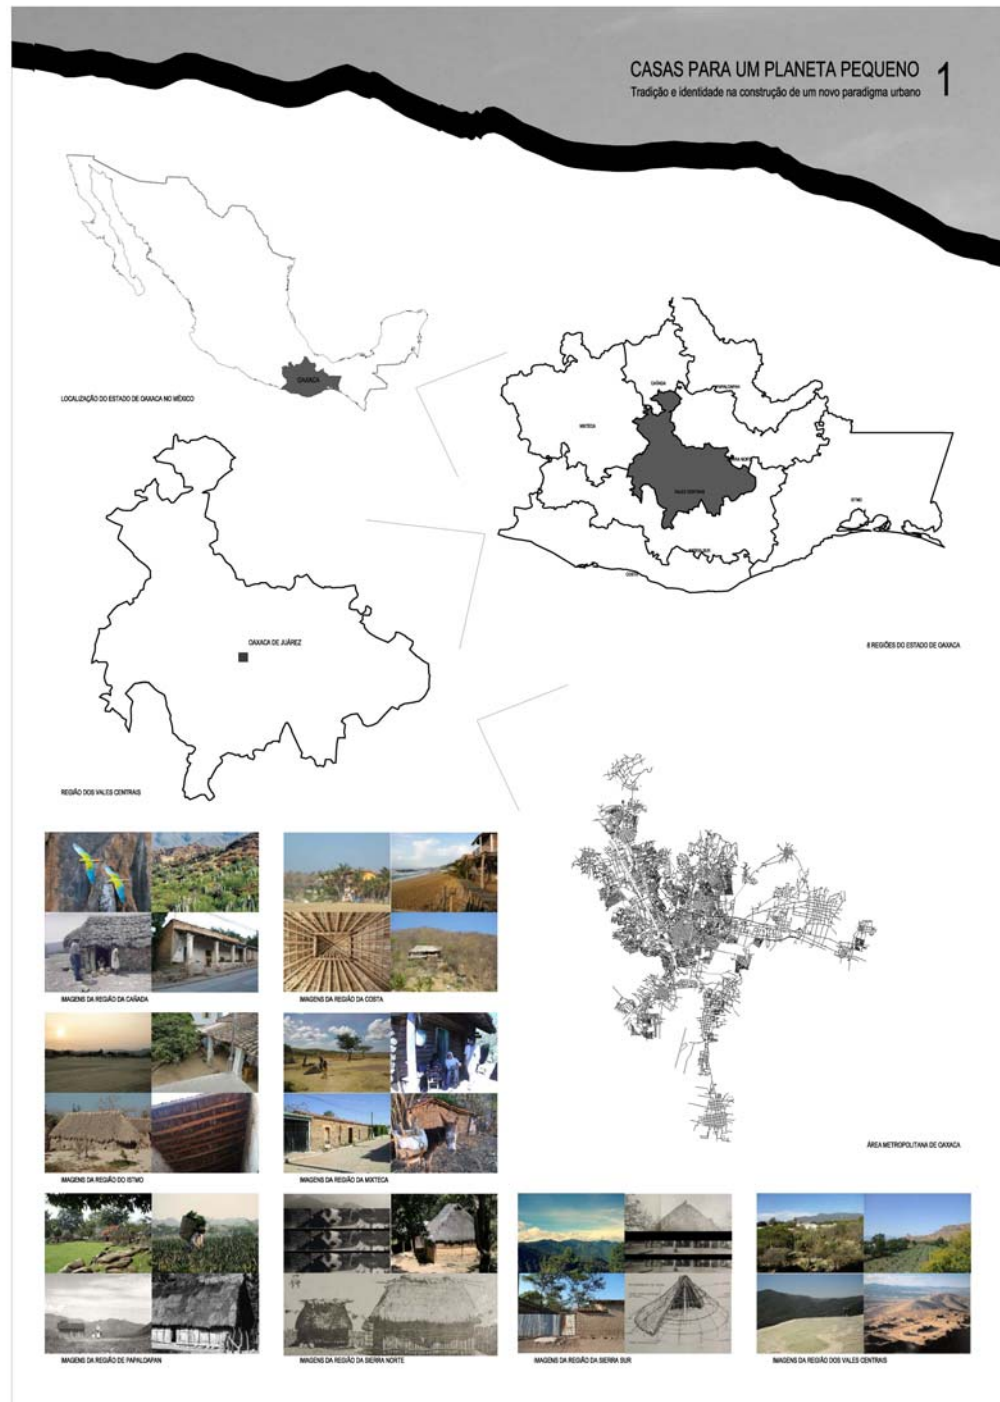 CASAS PARA UM PLANETA PEQUENO 1
Tradição e identidade na construção de um novo paradigma urbano
OAXACA
LOCALIZAÇÃO DO ESTADO DE OAXACA NO MÉXICO
CAÑADA
MIXTECA
VALES CENTRAIS
ISTMO
COSTA
8 REGIÕES DO ESTADO DE OAXACA
OAXACA DE JUÁREZ
REGIÃO DOS VALES CENTRAIS
ÁREA METROPOLITANA DE OAXACA
IMAGENS DA REGIÃO DA CAÑADA
IMAGENS DA REGIÃO DA COSTA
IMAGENS DA REGIÃO DO ISTMO
IMAGENS DA REGIÃO DA MIXTECA
IMAGENS DA REGIÃO DE PAPALOAPAN
IMAGENS DA REGIÃO DA SIERRA NORTE
IMAGENS DA REGIÃO DA SIERRA SUR
IMAGENS DA REGIÃO DOS VALES CENTRAIS